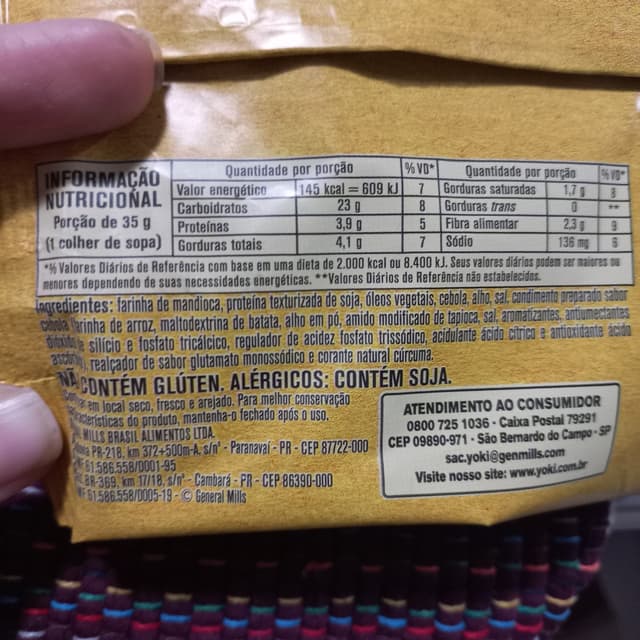 INFORMAÇÃO
NUTRICIONAL
Porção de 35 g
(1 colher de sopa)
Quantidade por porção %VD* Quantidade por porção %VD*
Valor energético 145 kcal = 609 kJ 7 Gorduras saturadas 1,7 g 8
Carboidratos 23 g 8 Gorduras trans 0 **
Proteínas 3,9 g 5 Fibra alimentar 2,3 g 9
Gorduras totais 4,1 g 7 Sódio 136 mg 6
*% Valores Diários de Referência com base em uma dieta de 2.000 kcal ou 8.400 kJ. Seus valores diários podem ser maiores ou
menores dependendo de suas necessidades energéticas. **Valores Diários de Referência não estabelecidos.
Ingredientes: farinha de mandioca, proteína texturizada de soja, óleos vegetais, cebola, alho, sal, condimento preparado sabor
cebola farinha de arroz, maltodextrina de batata, alho em pó, amido modificado de tapioca, sal, aromatizantes, antiumectantes
dióxido e silício e fosfato tricálcico, regulador de acidez fosfato trissódico, acidulante ácido cítrico e antioxidante ácido
ascórbi, realçador de sabor glutamato monossódico e corante natural cúrcuma.
NÃ CONTÉM GLÚTEN. ALÉRGICOS: CONTÉM SOJA.
em local seco, fresco e arejado. Para melhor conservação
características do produto, mantenha-o fechado após o uso.
MILLS BRASIL ALIMENTOS LTDA.
PR-218, km 372+500m-A, s/nº - Paranavaí - PR - CEP 87722-000
61.586.558/0001-95
BR-369, km 17/18, s/nº - Cambará - PR - CEP 86390-000
61.586.558/0005-19 - © General Mills
ATENDIMENTO AO CONSUMIDOR
0800 725 1036 - Caixa Postal 79291
CEP 09890-971 - São Bernardo do Campo - SP
sac.yoki@genmills.com
Visite nosso site: www.yoki.com.br